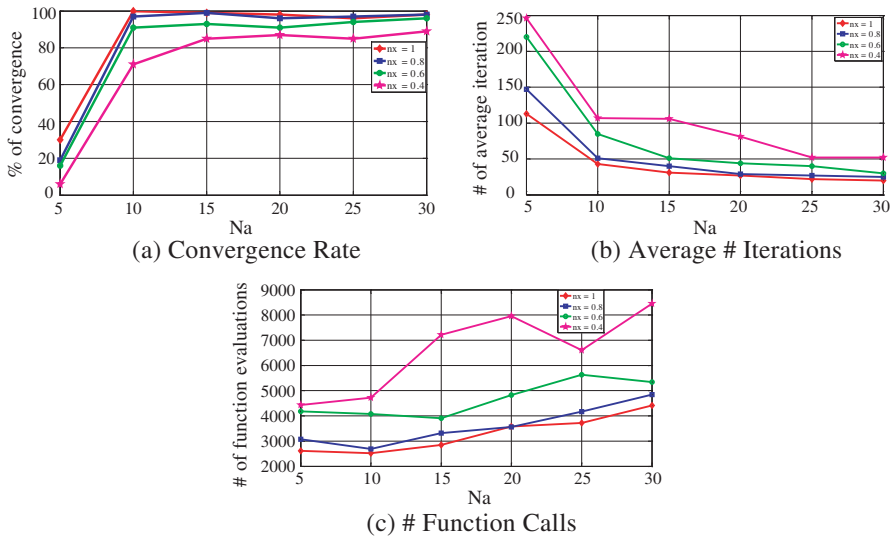 100
80
60
40
20
0
% of convergence
5
10
15
20
25
30
Na
nx = 1
nx = 0.8
nx = 0.6
nx = 0.4
(a) Convergence Rate
250
200
150
100
50
0
# of average iteration
5
10
15
20
25
30
Na
nx = 1
nx = 0.8
nx = 0.6
nx = 0.4
(b) Average # Iterations
9000
8000
7000
6000
5000
4000
3000
2000
# of function evaluations
5
10
15
20
25
30
Na
nx = 1
nx = 0.8
nx = 0.6
nx = 0.4
(c) # Function Calls